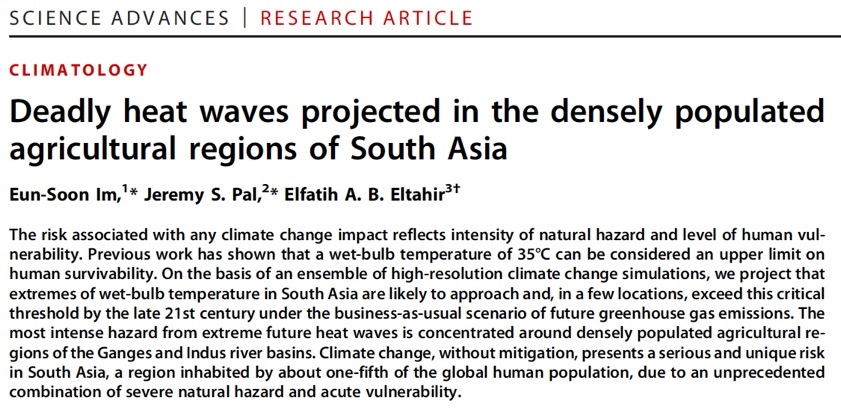 SCIENCE ADVANCES | RESEARCH ARTICLE
CLIMATOLOGY
Deadly heat waves projected in the densely populated
agricultural regions of South Asia
Eun-Soon Im,1* Jeremy S. Pal,2* Elfatih A. B. Eltahir3†
The risk associated with any climate change impact reflects intensity of natural hazard and level of human vul-
nerability. Previous work has shown that a wet-bulb temperature of 35°C can be considered an upper limit on
human survivability. On the basis of an ensemble of high-resolution climate change simulations, we project that
extremes of wet-bulb temperature in South Asia are likely to approach and, in a few locations, exceed this critical
threshold by the late 21st century under the business-as-usual scenario of future greenhouse gas emissions. The
most intense hazard from extreme future heat waves is concentrated around densely populated agricultural re-
gions of the Ganges and Indus river basins. Climate change, without mitigation, presents a serious and unique risk
in South Asia, a region inhabited by about one-fifth of the global human population, due to an unprecedented
combination of severe natural hazard and acute vulnerability.